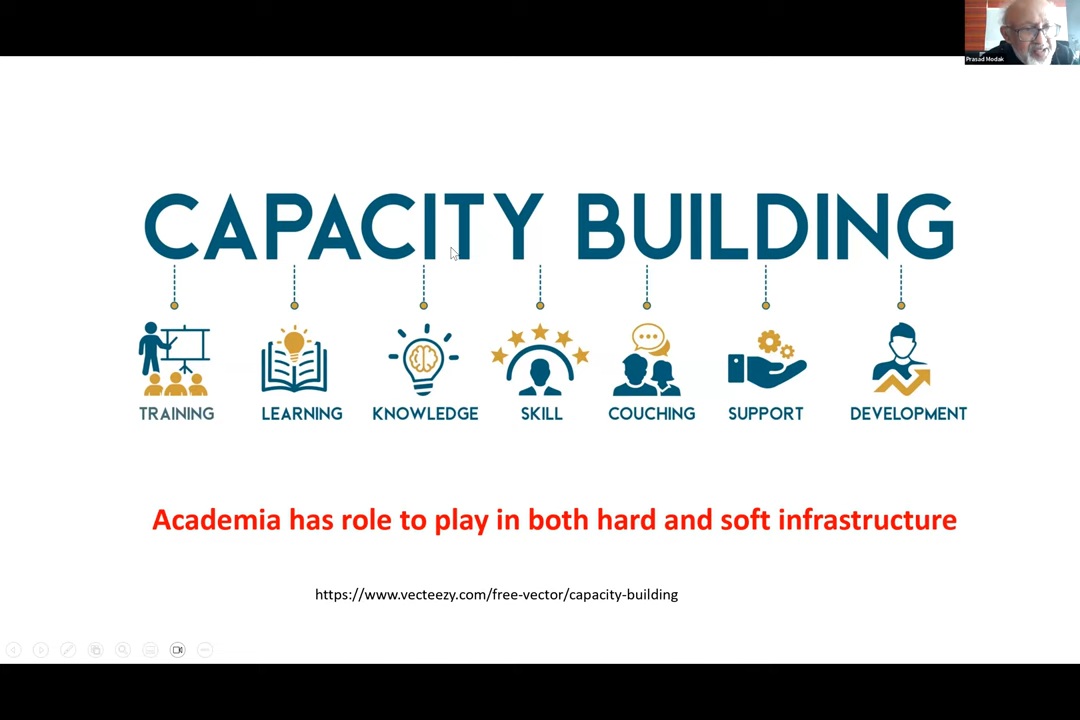 Prasad Modak
CAPACITY BUILDING
TRAINING LEARNING KNOWLEDGE SKILL COUCHING SUPPORT DEVELOPMENT
Academia has role to play in both hard and soft infrastructure
https://www.vecteezy.com/free-vector/capacity-building